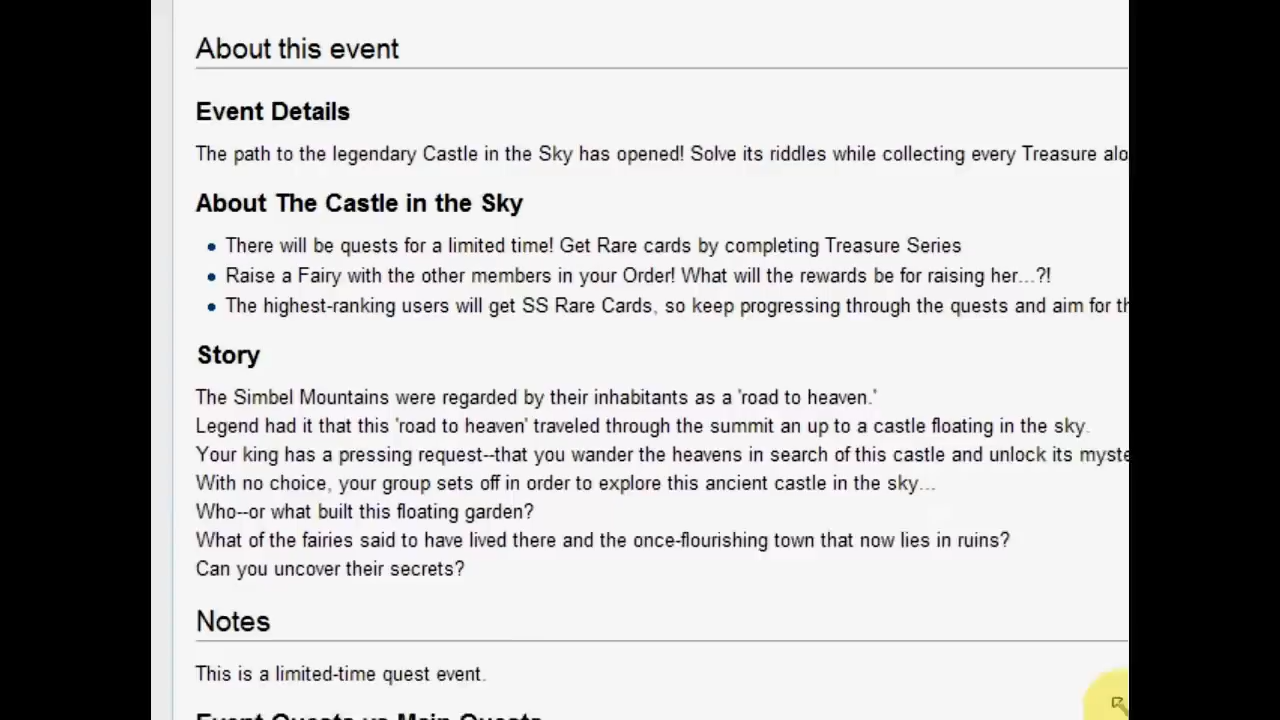 About this event
Event Details
The path to the legendary Castle in the Sky has opened! Solve its riddles while collecting every Treasure alo
About The Castle in the Sky
There will be quests for a limited time! Get Rare cards by completing Treasure Series
Raise a Fairy with the other members in your Order! What will the rewards be for raising her...?!
The highest-ranking users will get SS Rare Cards, so keep progressing through the quests and aim for th
Story
The Simbel Mountains were regarded by their inhabitants as a 'road to heaven.'
Legend had it that this 'road to heaven' traveled through the summit an up to a castle floating in the sky.
Your king has a pressing request--that you wander the heavens in search of this castle and unlock its myste
With no choice, your group sets off in order to explore this ancient castle in the sky...
Who--or what built this floating garden?
What of the fairies said to have lived there and the once-flourishing town that now lies in ruins?
Can you uncover their secrets?
Notes
This is a limited-time quest event.
Event Quests vs Main Quests